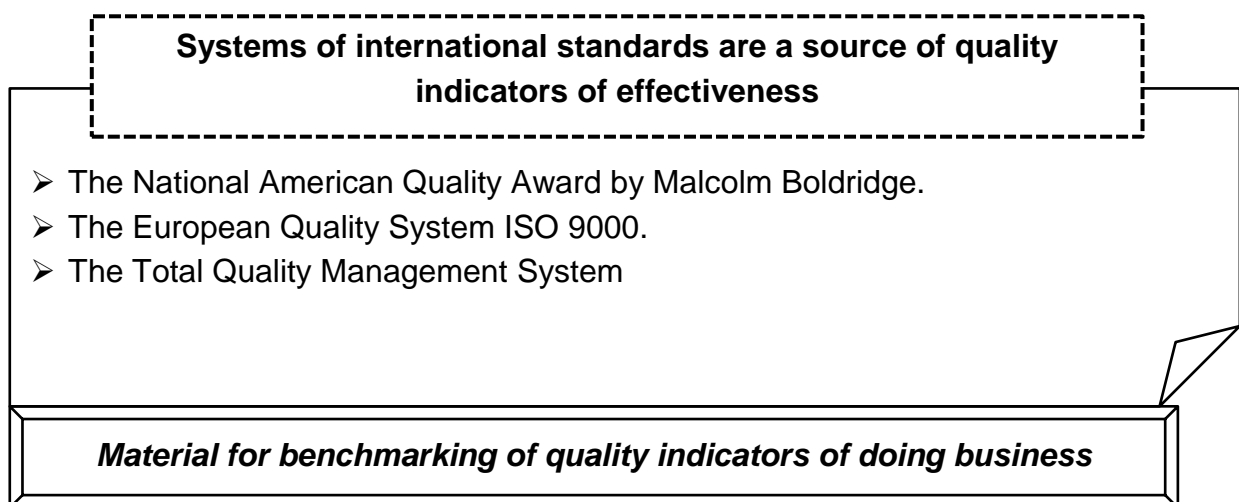 Systems of international standards are a source of quality
indicators of effectiveness
➢ The National American Quality Award by Malcolm Boldridge.
➢ The European Quality System ISO 9000.
➢ The Total Quality Management System
Material for benchmarking of quality indicators of doing business